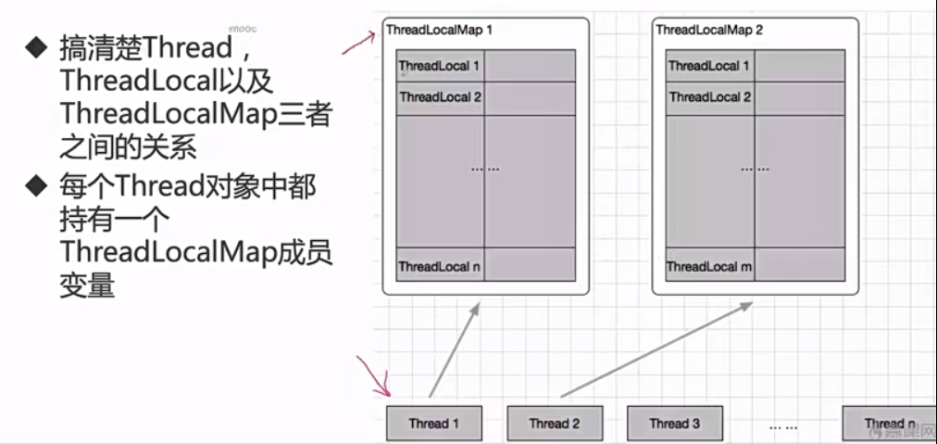 imooc
◆ 搞清楚Thread，
ThreadLocal以及
ThreadLocalMap三者
之间的关系
◆ 每个Thread对象中都
持有一个
ThreadLocalMap成员
变量
ThreadLocalMap 1
ThreadLocal 1
ThreadLocal 2
... ...
ThreadLocal n
ThreadLocalMap 2
ThreadLocal 1
ThreadLocal 2
... ...
ThreadLocal m
Thread 1
Thread 2
Thread 3
... ...
Thread n